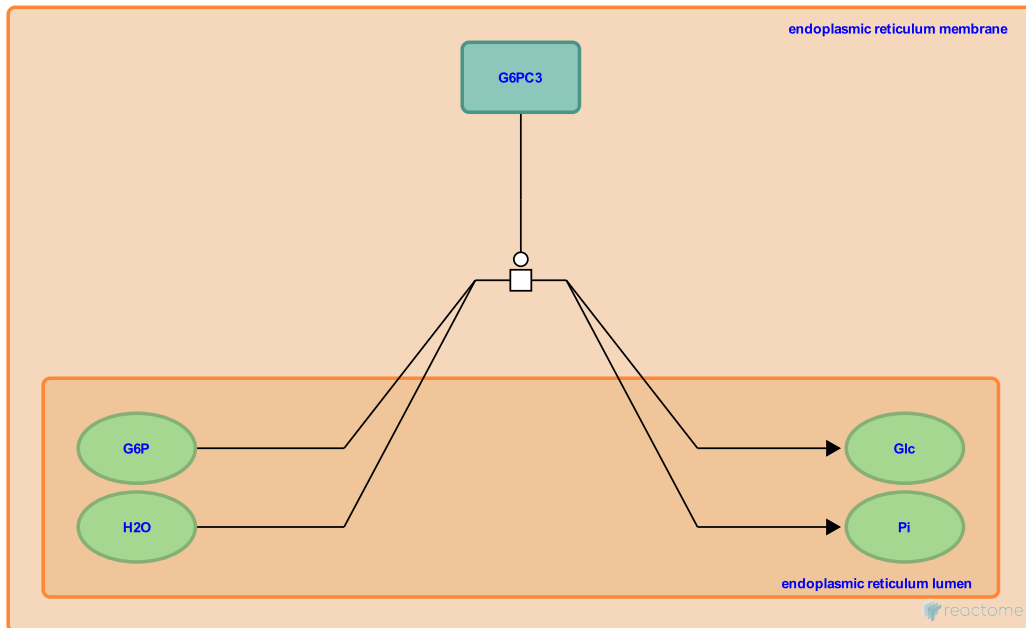 endoplasmic reticulum membrane
G6PC3
G6P
Glc
H2O
Pi
endoplasmic reticulum lumen
reactome